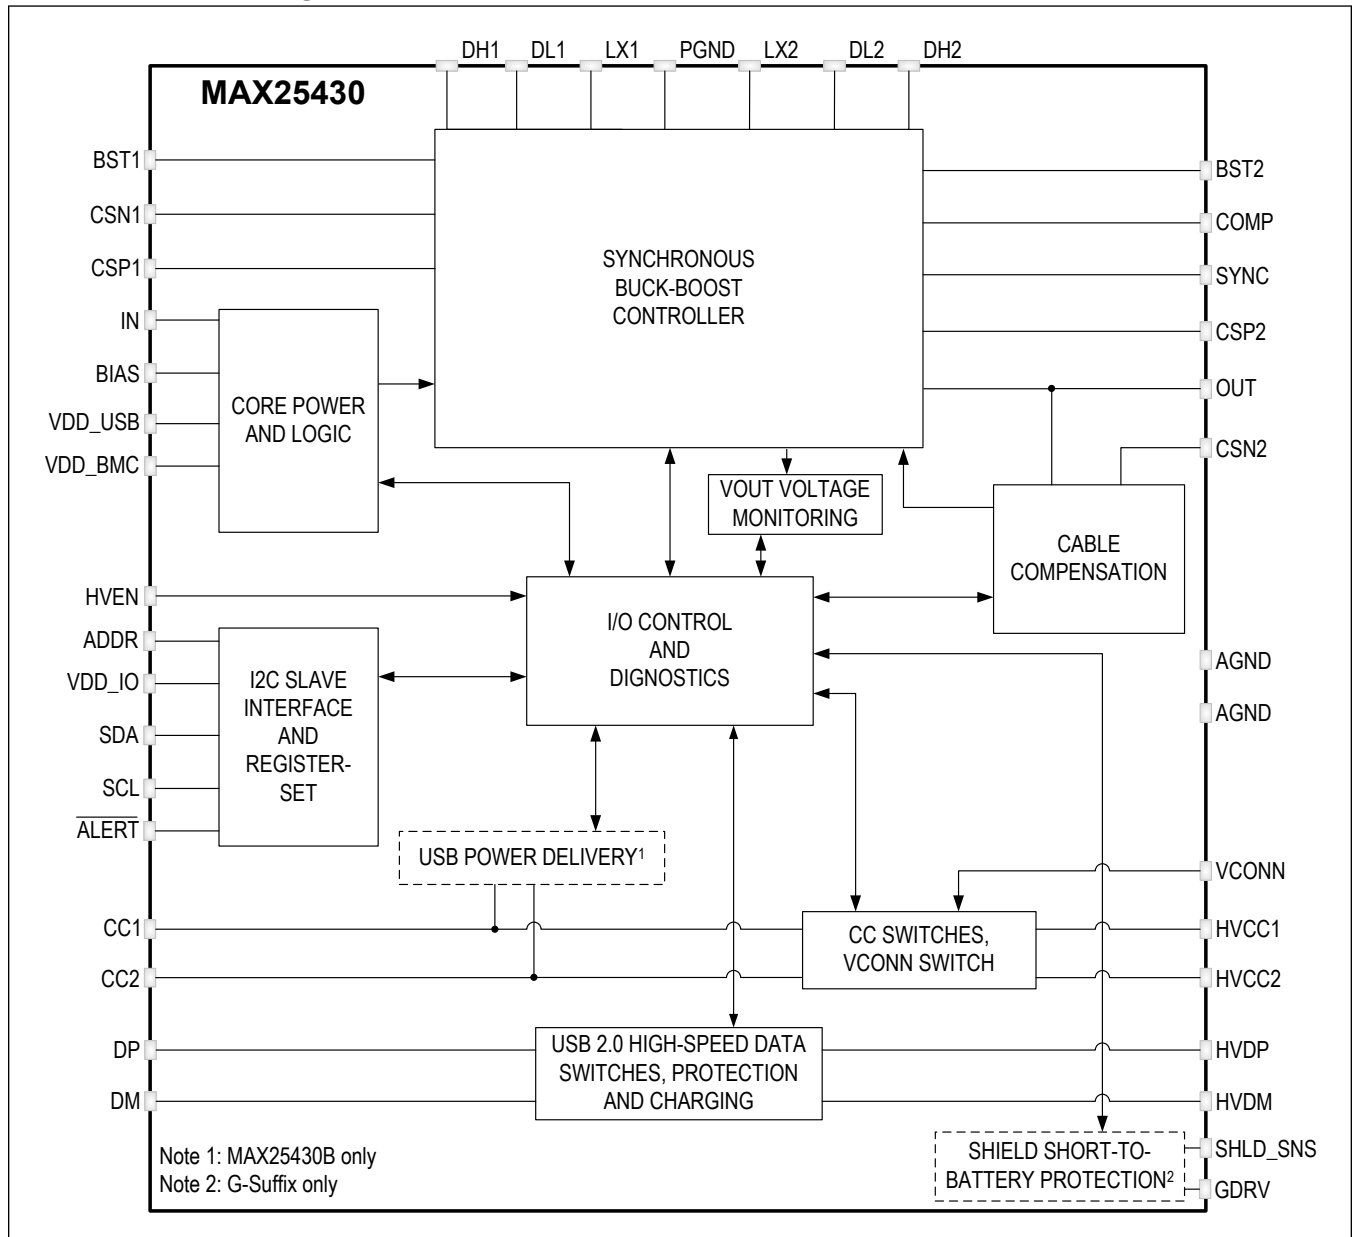 DH1 DL1 LX1 PGND LX2 DL2 DH2
MAX25430
BST1
CSN1
CSP1
IN
BIAS
VDD_USB
VDD_BMC
HVEN
ADDR
VDD_IO
SDA
SCL
ALERT
CC1
CC2
DP
DM
SYNCHRONOUS
BUCK-BOOST
CONTROLLER
CORE POWER
AND LOGIC
VOUT VOLTAGE
MONITORING
CABLE
COMPENSATION
I/O CONTROL
AND
DIGNOSTICS
I2C SLAVE
INTERFACE
AND
REGISTER-
SET
USB POWER DELIVERY¹
CC SWITCHES,
VCONN SWITCH
USB 2.0 HIGH-SPEED DATA
SWITCHES, PROTECTION
AND CHARGING
SHIELD SHORT-TO-
BATTERY PROTECTION²
BST2
COMP
SYNC
CSP2
OUT
CSN2
AGND
AGND
VCONN
HVCC1
HVCC2
HVDP
HVDM
SHLD_SNS
GDRV
Note 1: MAX25430B only
Note 2: G-Suffix only